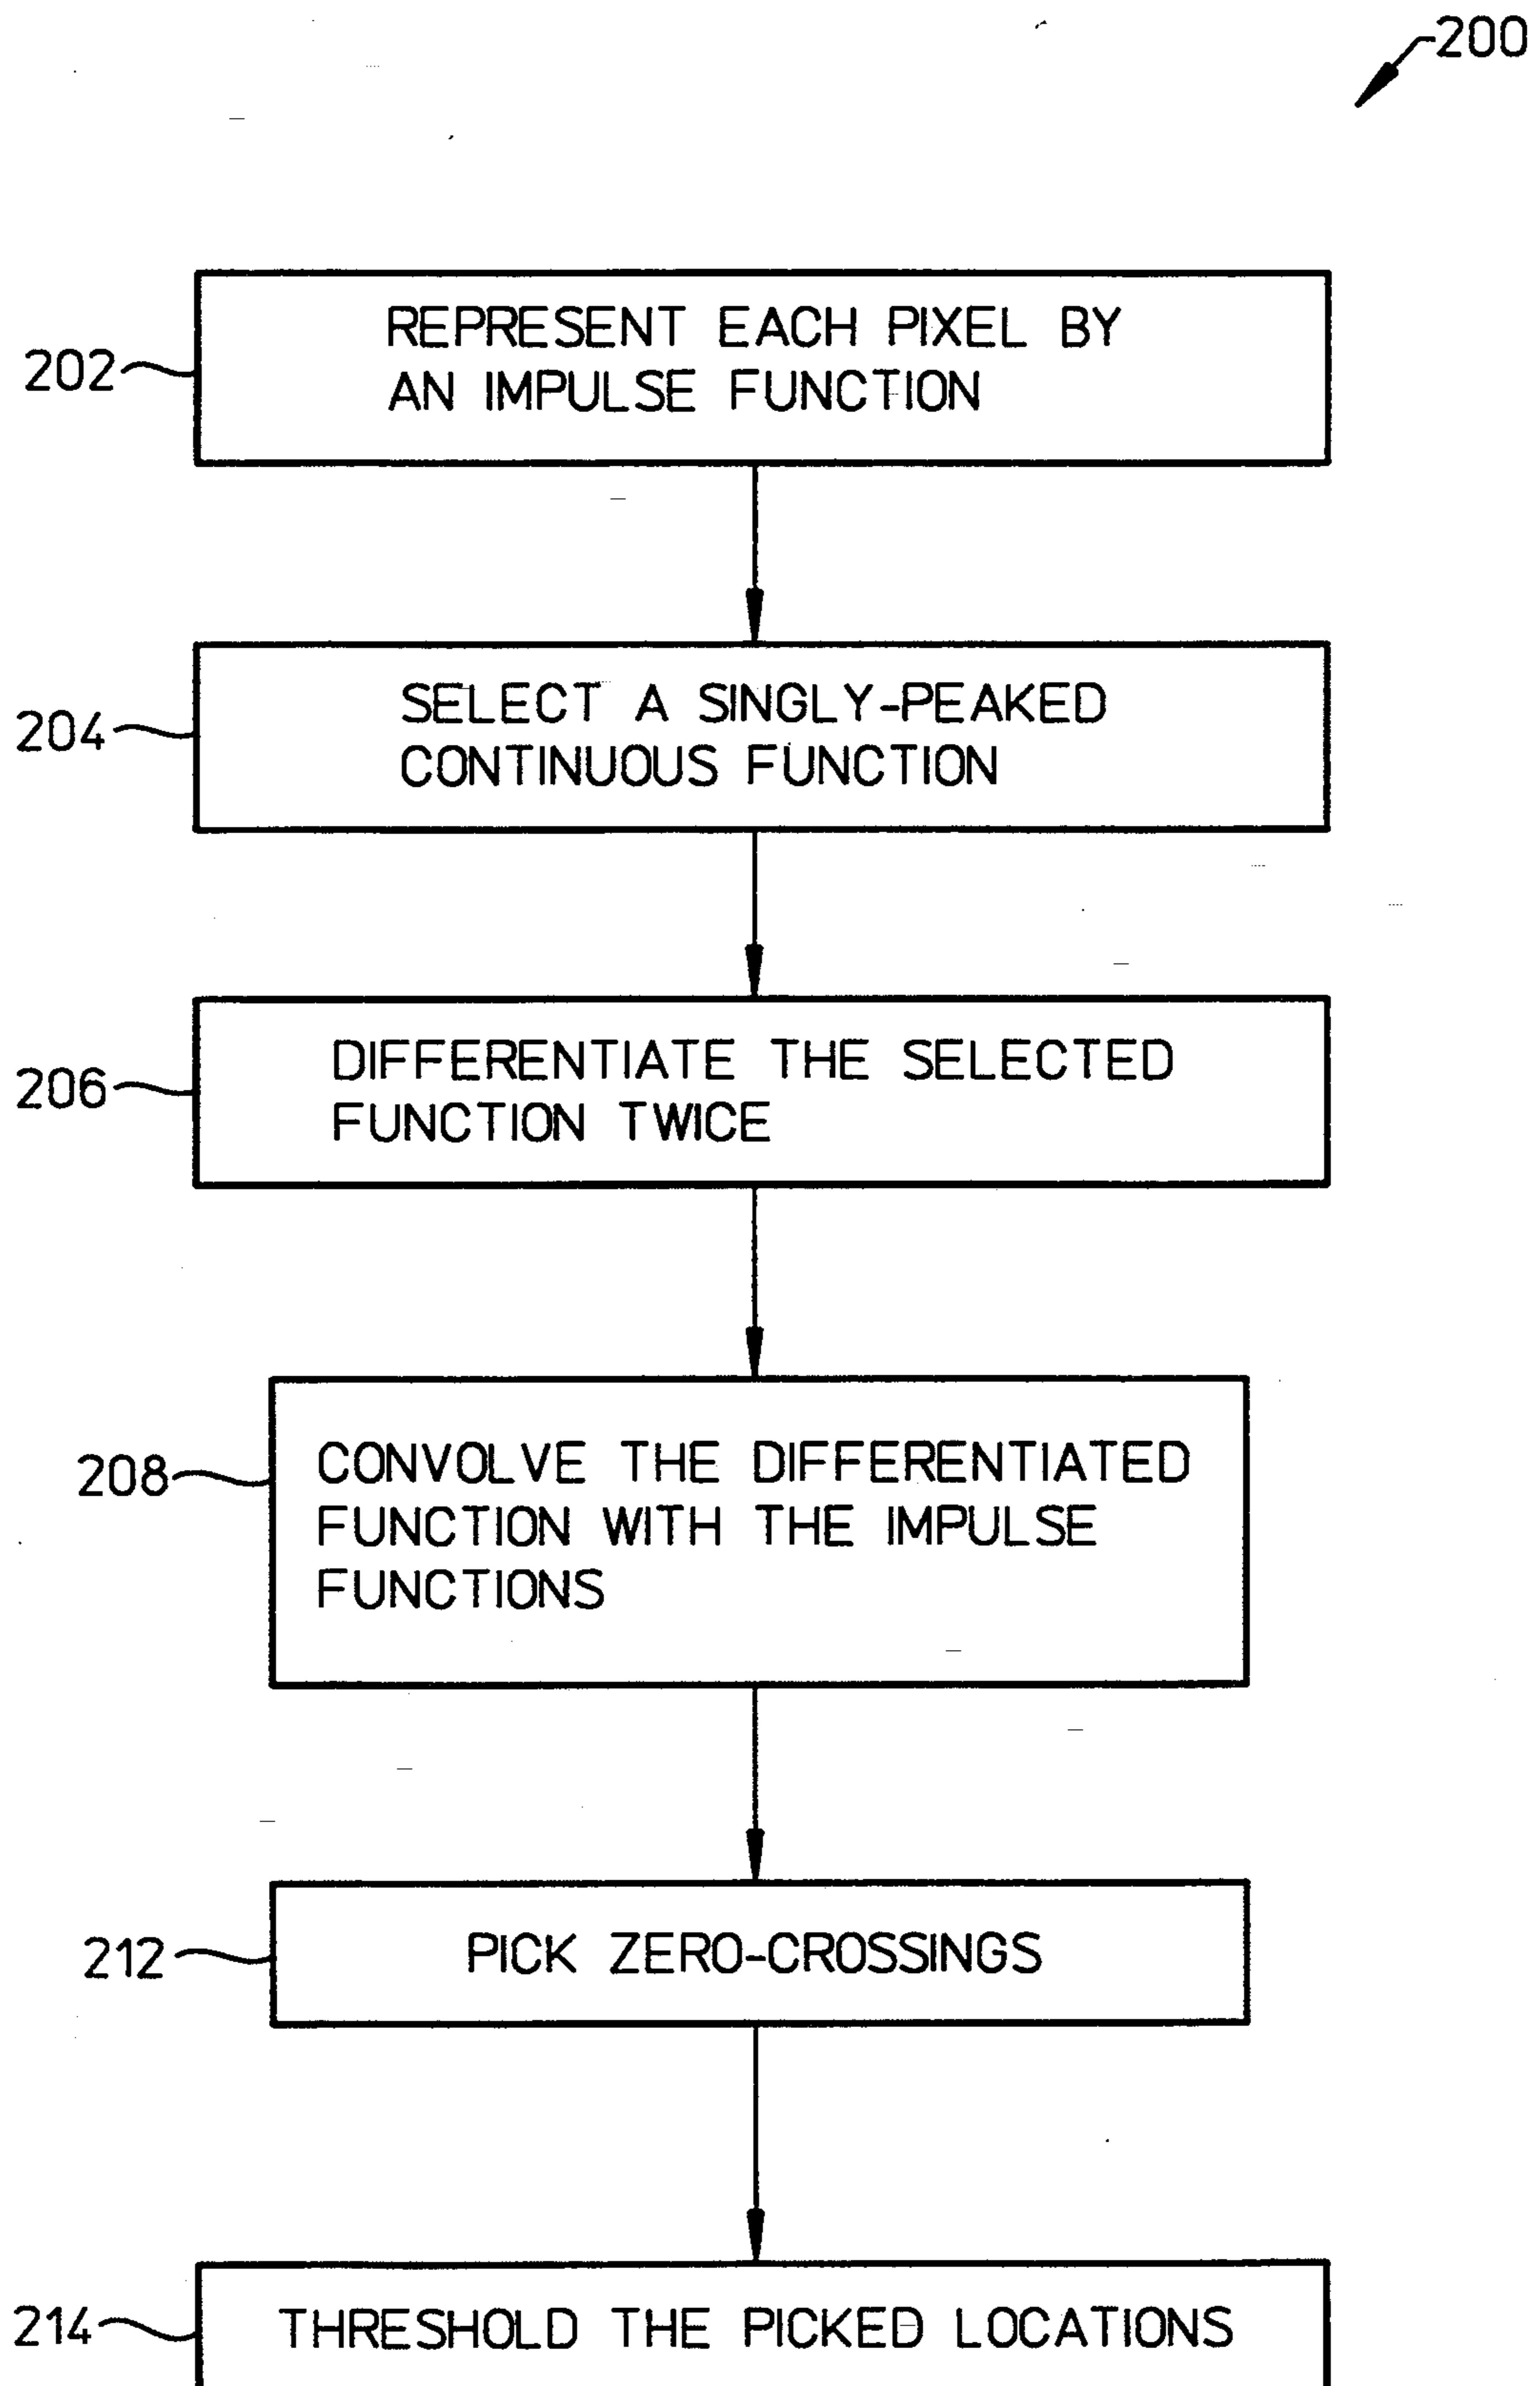 200
202
REPRESENT EACH PIXEL BY
AN IMPULSE FUNCTION
204
SELECT A SINGLY-PEAKED
CONTINUOUS FUNCTION
206
DIFFERENTIATE THE SELECTED
FUNCTION TWICE
208
CONVOLVE THE DIFFERENTIATED
FUNCTION WITH THE IMPULSE
FUNCTIONS
212
PICK ZERO-CROSSINGS
214
THRESHOLD THE PICKED LOCATIONS